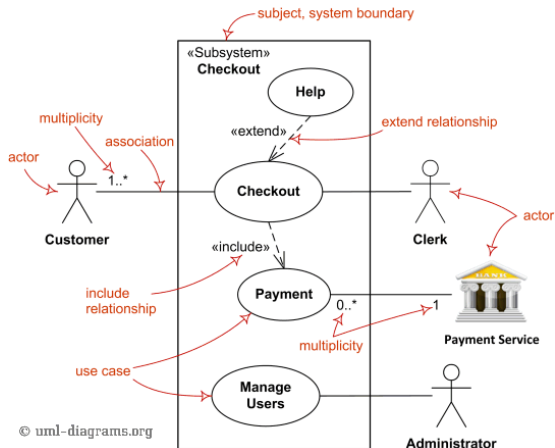 subject, system boundary
«Subsystem»
Checkout
Help
multiplicity
«extend»
extend relationship
association
actor
1..*
Checkout
Customer
Clerk
actor
«include»
include
relationship
Payment
0..*
1
BANK
multiplicity
Payment Service
use case
Manage
Users
© uml-diagrams.org
Administrator